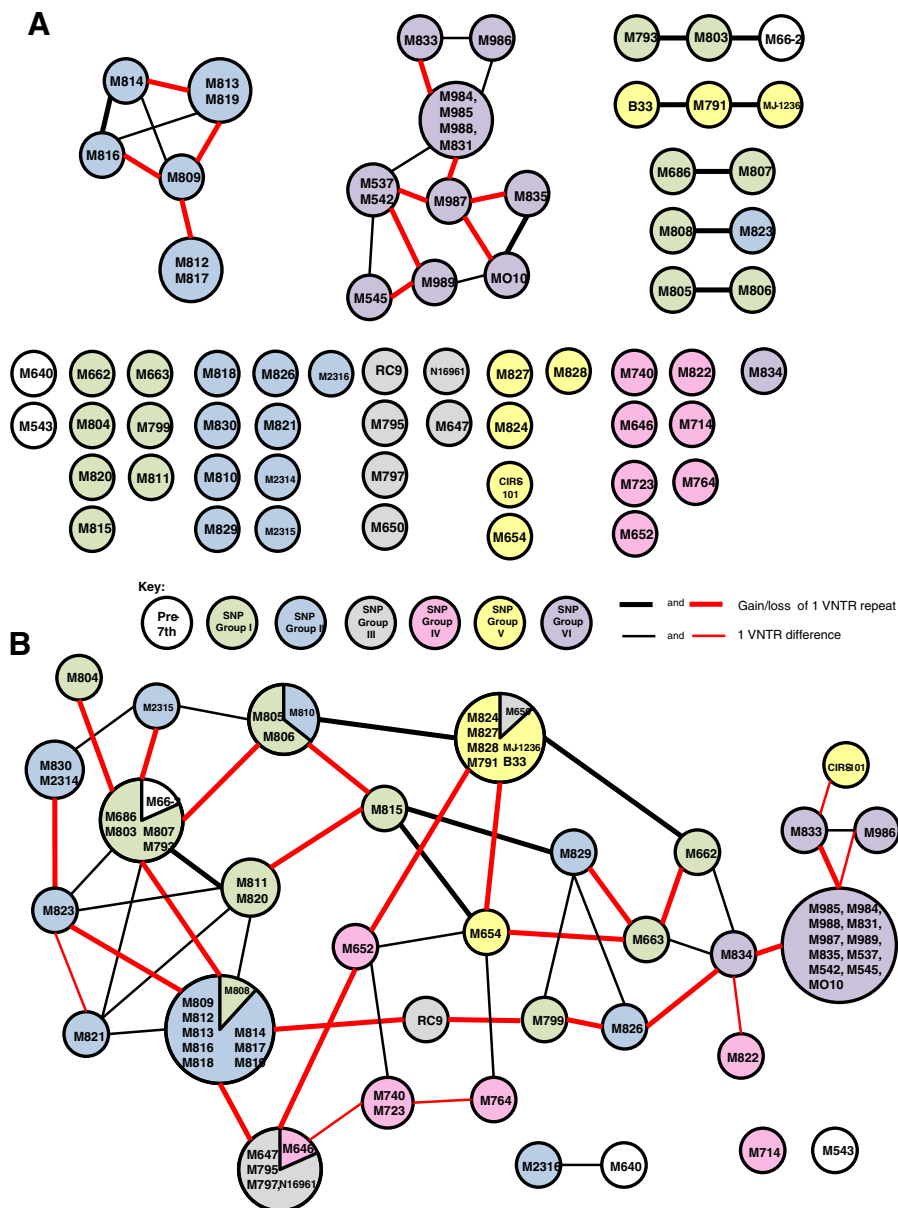 A
M814
M813
M819
M816
M809
M812
M817
M833
M986
M984,
M985
M988,
M831
M537
M542
M987
M835
M545
M989
MO10
M793
M803
M66-2
B33
M791
MJ-1236
M686
M807
M808
M823
M805
M806
M640
M662
M663
M818
M826
M2316
RC9
N16961
M827
M828
M740
M822
M834
M543
M804
M799
M830
M821
M795
M647
M824
M646
M714
M820
M811
M810
M2314
M797
CIRS
101
M723
M764
M815
M829
M2315
M650
M654
M652
Key:
Pre-
7th
SNP
Group I
SNP
Group II
SNP
Group
III
SNP
Group
IV
SNP
Group
V
SNP
Group
VI
and
Gain/loss of 1 VNTR repeat
and
1 VNTR difference
B
M804
M2315
M805
M810
M806
M824
M827
M828
M791
M650
MJ-1236
B33
M830
M2314
CIRS101
M66-2
M686
M803
M807
M793
M815
M833
M986
M829
M662
M811
M820
M823
M654
M652
M663
M834
M985, M984,
M988, M831,
M987, M989,
M835, M537,
M542, M545,
MO10
M808
M809
M812
M813
M816
M818
M814
M817
M819
M821
RC9
M799
M826
M822
M740
M723
M764
M647
M795
M797,
M646
N16961
M2316
M640
M714
M543